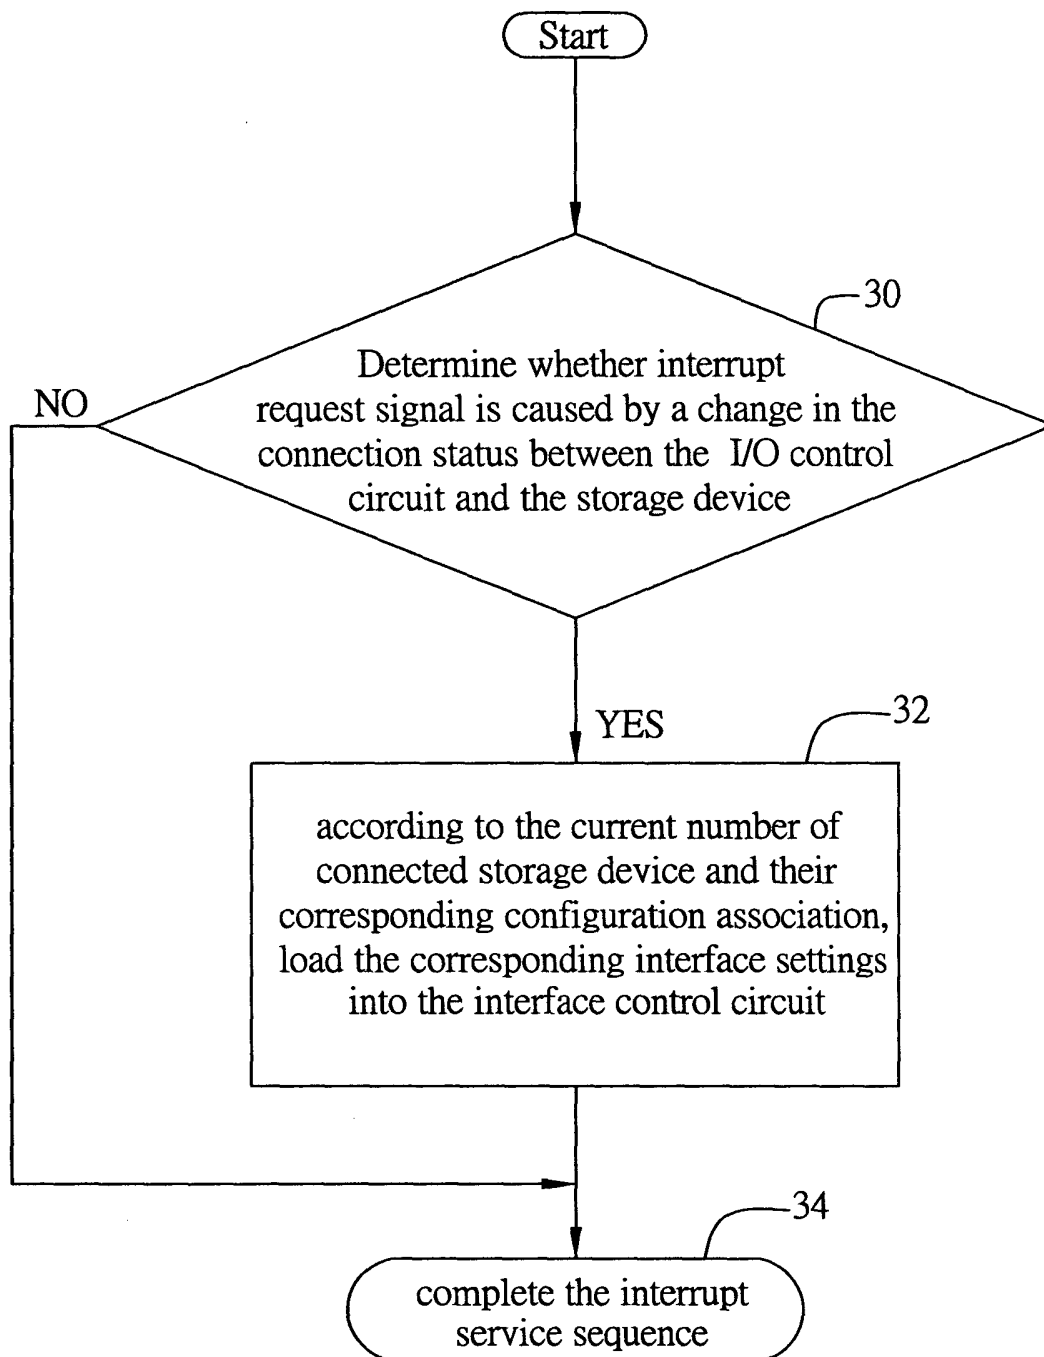 Start
30
Determine whether interrupt
request signal is caused by a change in the
connection status between the I/O control
circuit and the storage device
NO
YES
32
according to the current number of
connected storage device and their
corresponding configuration association,
load the corresponding interface settings
into the interface control circuit
34
complete the interrupt
service sequence